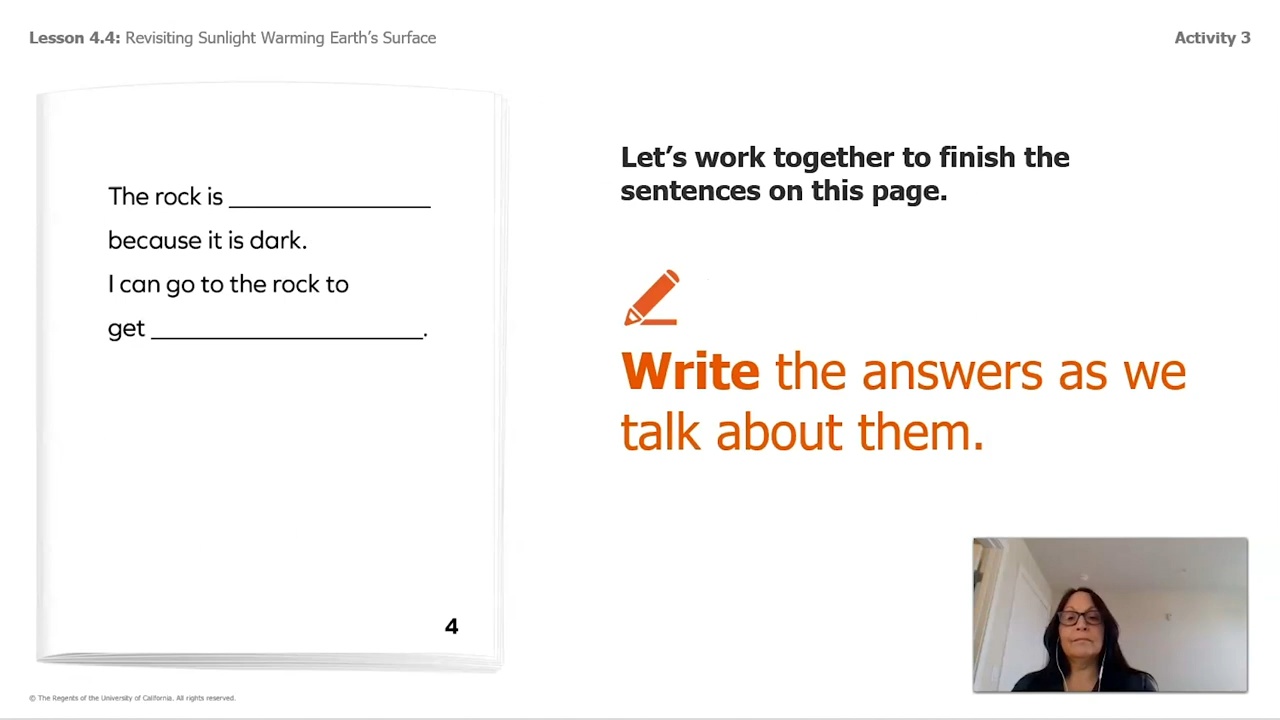 Lesson 4.4: Revisiting Sunlight Warming Earth's Surface
Activity 3
The rock is ____________________
because it is dark.
I can go to the rock to
get ___________________________.
4
Let's work together to finish the
sentences on this page.
Write the answers as we
talk about them.
© The Regents of the University of California. All rights reserved.